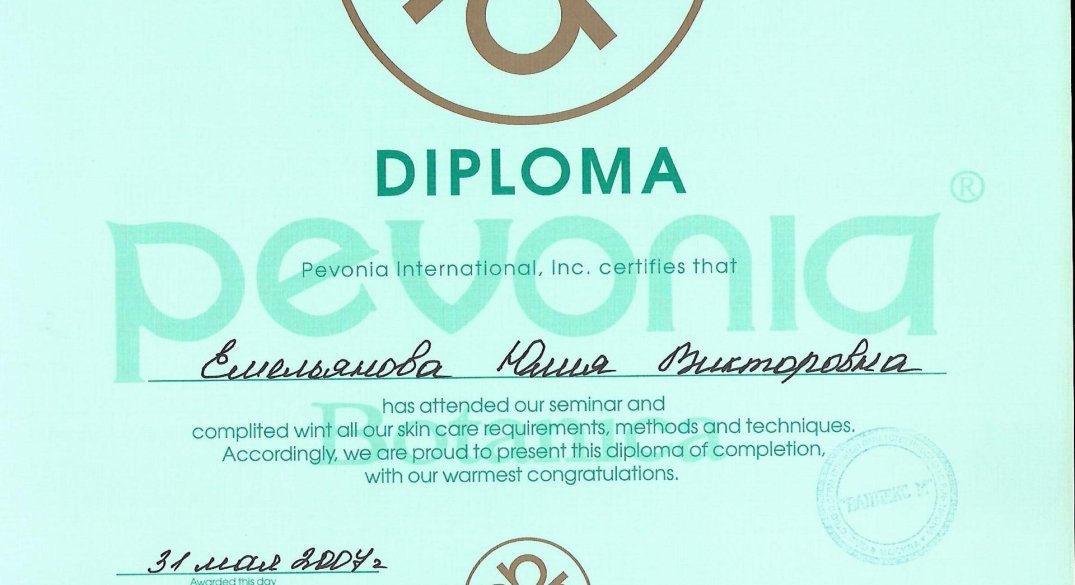 DIPLOMA
pevonia ®
Pevonia International, Inc. certifies that
Емельянова Юлия Викторовна
Botanica
has attended our seminar and
complited wint all our skin care requirements, methods and techniques.
Accordingly, we are proud to present this diploma of completion,
with our warmest congratulations.
31 мая 2007г
Awarded this day